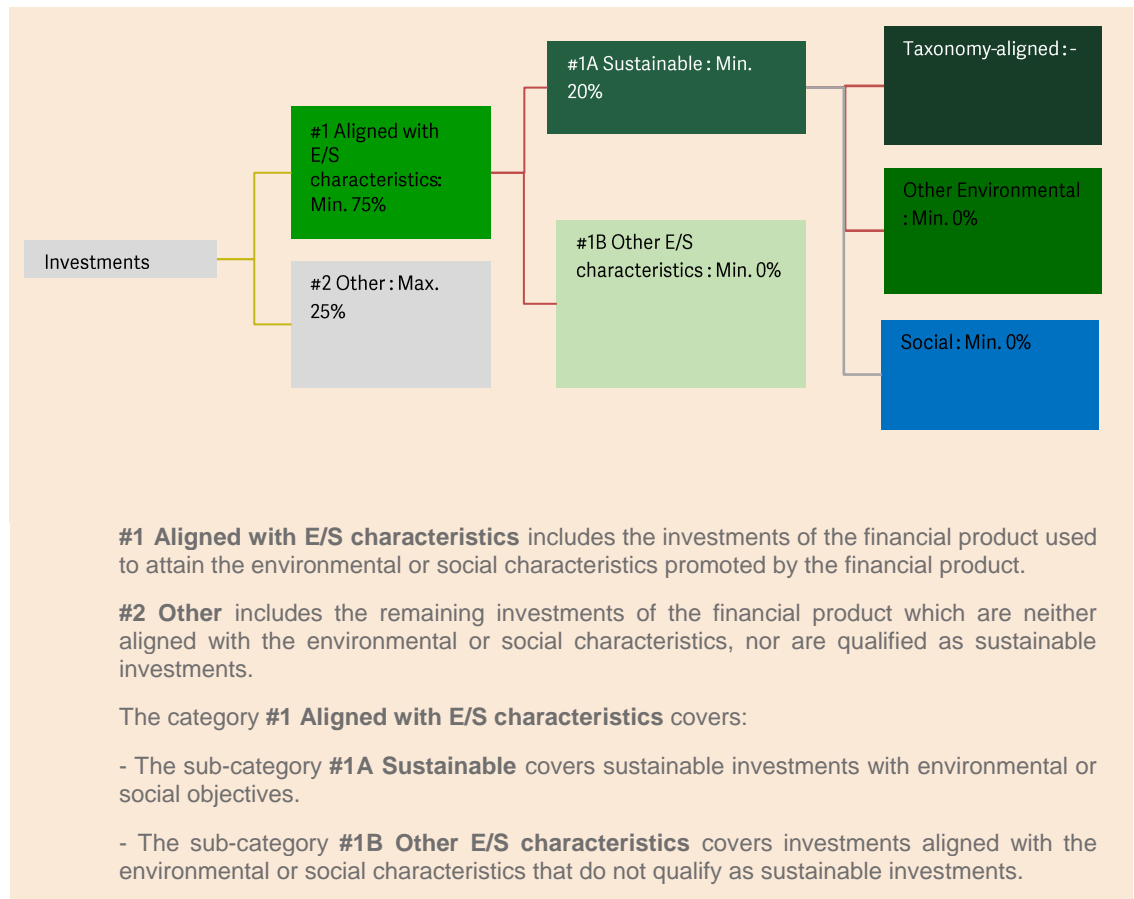 Investments
#1 Aligned with
E/S
characteristics:
Min. 75%
#2 Other : Max.
25%
#1A Sustainable : Min.
20%
#1B Other E/S
characteristics : Min. 0%
Taxonomy-aligned : -
Other Environmental
: Min. 0%
Social : Min. 0%
#1 Aligned with E/S characteristics includes the investments of the financial product used
to attain the environmental or social characteristics promoted by the financial product.
#2 Other includes the remaining investments of the financial product which are neither
aligned with the environmental or social characteristics, nor are qualified as sustainable
investments.
The category #1 Aligned with E/S characteristics covers:
- The sub-category #1A Sustainable covers sustainable investments with environmental or
social objectives.
- The sub-category #1B Other E/S characteristics covers investments aligned with the
environmental or social characteristics that do not qualify as sustainable investments.